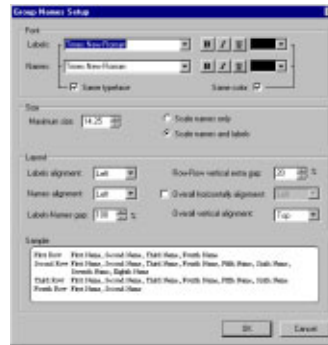 Group Names Setup
Font
Labels: Times New Roman B I U
Names: Times New Roman B I U
Same typeface Same color
Size
Maximum size: 14.25 Scale names only
Scale names and labels
Layout
Labels alignment: Left Row-Row vertical extra gap: 20 %
Names alignment: Left Overall horizontally alignment: Left
Labels-Names gap: 100 % Overall vertical alignment: Top
Sample
First Row First Name, Second Name, Third Name, Fourth Name
Second Row First Name, Second Name, Third Name, Fourth Name, Fifth Name, Sixth Name,
Seventh Name, Eighth Name
Third Row First Name, Second Name, Third Name, Fourth Name, Fifth Name, Sixth Name
Fourth Row First Name, Second Name
OK Cancel